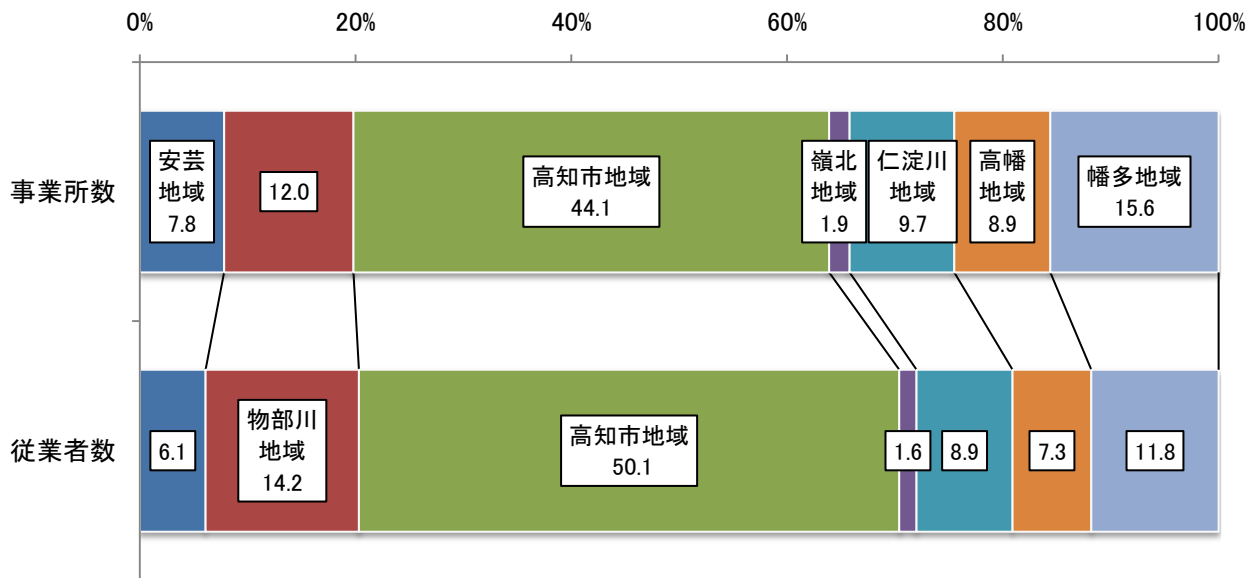 0%
20%
40%
60%
80%
100%
事業所数
安芸
地域
7.8
12.0
高知市地域
44.1
嶺北
地域
1.9
仁淀川
地域
9.7
高幡
地域
8.9
幡多地域
15.6
従業者数
6.1
物部川
地域
14.2
高知市地域
50.1
1.6
8.9
7.3
11.8